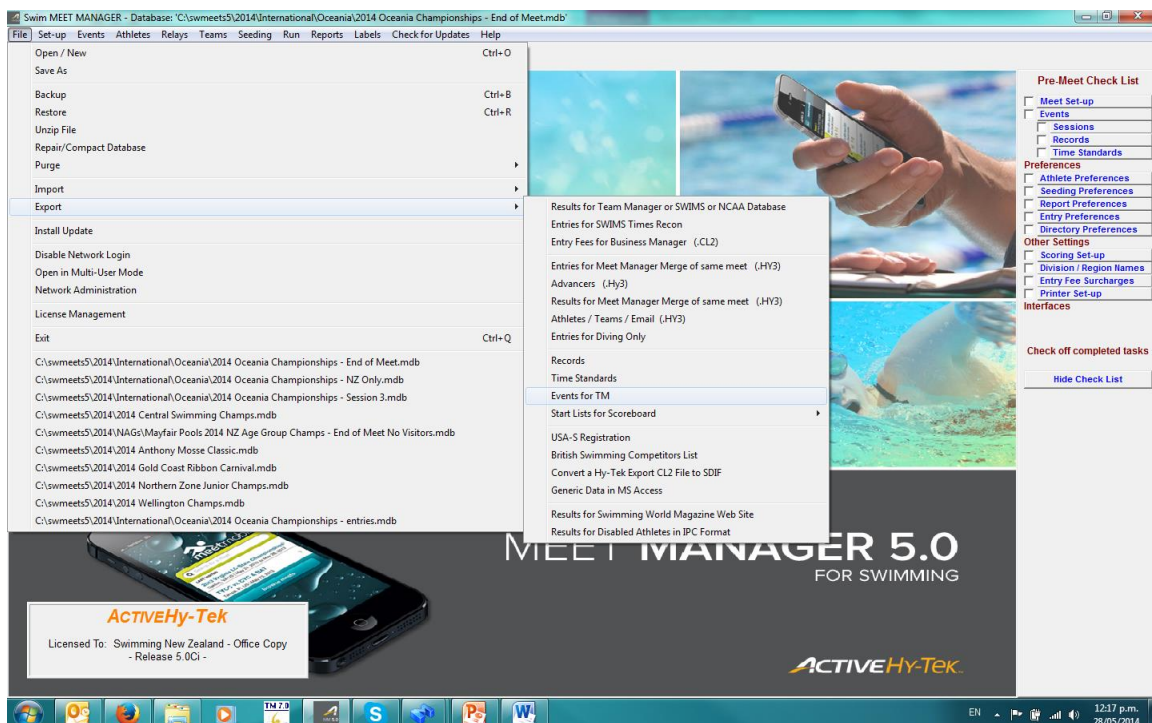 Swim MEET MANAGER - Database: 'C:\swmeets5\2014\International\Oceania\2014 Oceania Championships - End of Meet.mdb'
File Set-up Events Athletes Relays Teams Seeding Run Reports Labels Check for Updates Help
Open / New Ctrl+O
Save As
Backup Ctrl+B
Restore Ctrl+R
Unzip File
Repair/Compact Database
Purge
Import
Export
Install Update
Disable Network Login
Open in Multi-User Mode
Network Administration
License Management
Exit Ctrl+Q
C:\swmeets5\2014\International\Oceania\2014 Oceania Championships - End of Meet.mdb
C:\swmeets5\2014\International\Oceania\2014 Oceania Championships - NZ Only.mdb
C:\swmeets5\2014\International\Oceania\2014 Oceania Championships - Session 3.mdb
C:\swmeets5\2014\2014 Central Swimming Champs.mdb
C:\swmeets5\2014\NAGs\Mayfair Pools 2014 NZ Age Group Champs - End of Meet No Visitors.mdb
C:\swmeets5\2014\2014 Anthony Mosse Classic.mdb
C:\swmeets5\2014\2014 Gold Coast Ribbon Carnival.mdb
C:\swmeets5\2014\2014 Northern Zone Junior Champs.mdb
C:\swmeets5\2014\2014 Wellington Champs.mdb
C:\swmeets5\2014\International\Oceania\2014 Oceania Championships - entries.mdb
Results for Team Manager or SWIMS or NCAA Database
Entries for SWIMS Times Recon
Entry Fees for Business Manager (.CL2)
Entries for Meet Manager Merge of same meet (.HY3)
Advancers (.Hy3)
Results for Meet Manager Merge of same meet (.HY3)
Athletes / Teams / Email (.HY3)
Entries for Diving Only
Records
Time Standards
Events for TM
Start Lists for Scoreboard
USA-S Registration
British Swimming Competitors List
Convert a Hy-Tek Export CL2 File to SDIF
Generic Data in MS Access
Results for Swimming World Magazine Web Site
Results for Disabled Athletes in IPC Format
Pre-Meet Check List
Meet Set-up
Events
Sessions
Records
Time Standards
Preferences
Athlete Preferences
Seeding Preferences
Report Preferences
Entry Preferences
Directory Preferences
Other Settings
Scoring Set-up
Division / Region Names
Entry Fee Surcharges
Printer Set-up
Interfaces
Check off completed tasks
Hide Check List
MEET MANAGER 5.0
FOR SWIMMING
ACTIVEHy-Tek
Licensed To: Swimming New Zealand - Office Copy
- Release 5.0Ci -
ACTIVEHY-TEK
TM 7.0
EN
12:17 p.m.
28/05/2014